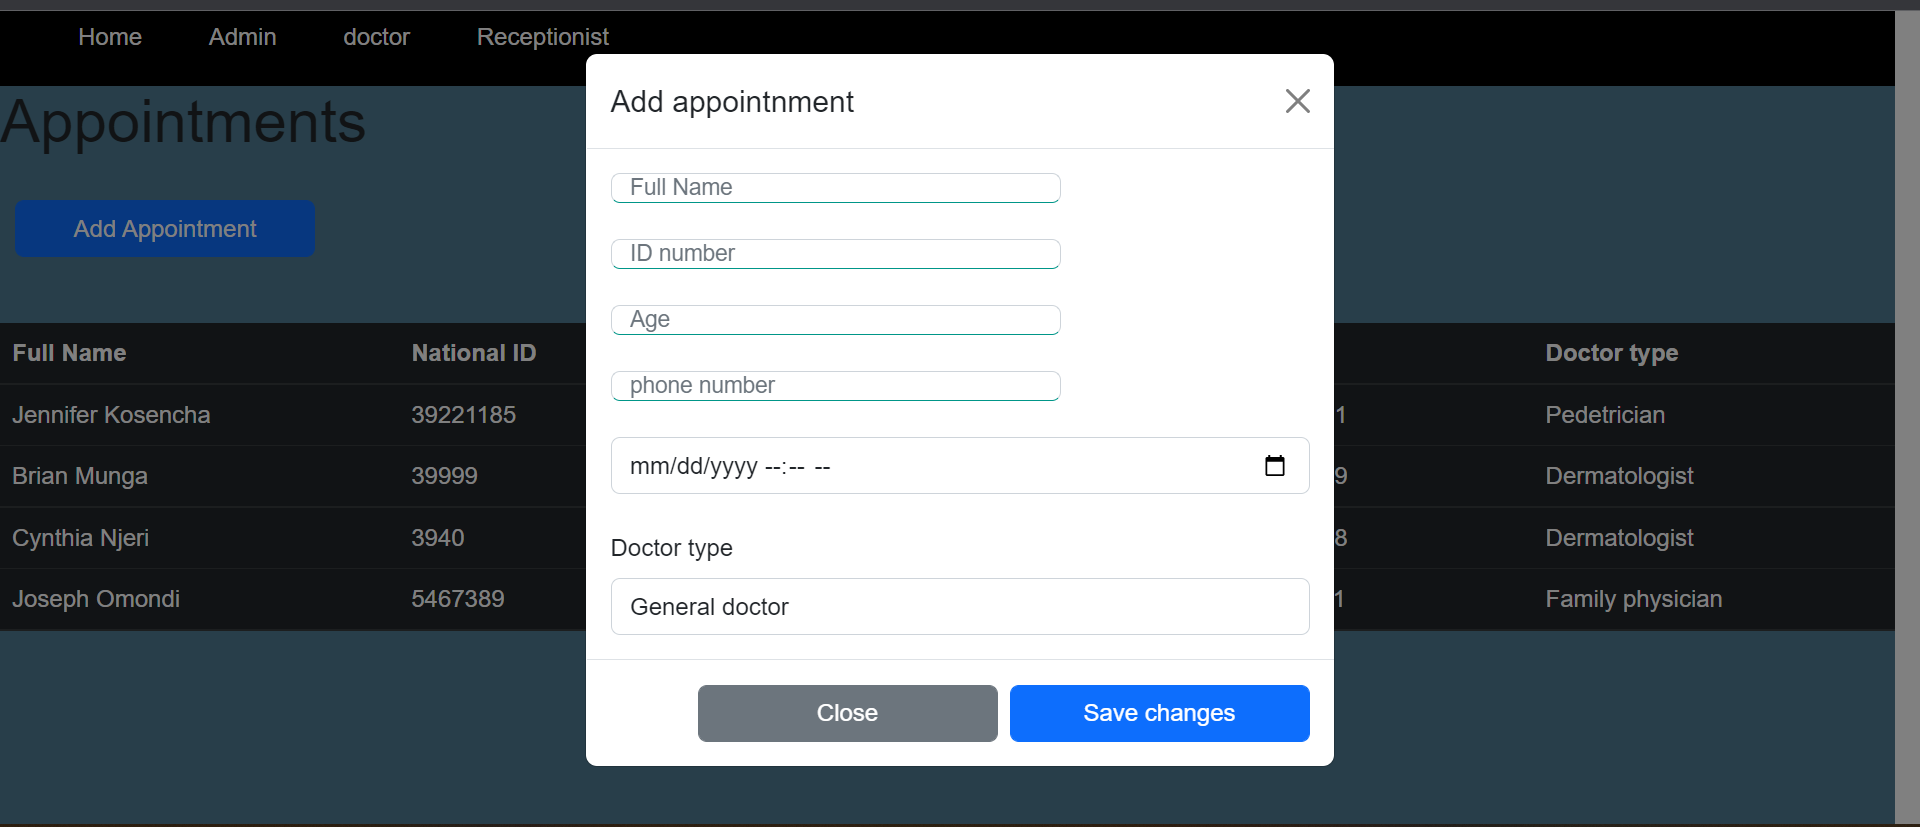 Home Admin doctor Receptionist
Appointments
Add Appointment
Full Name National ID Doctor type
Jennifer Kosencha 39221185 1 Pedetrician
Brian Munga 39999 9 Dermatologist
Cynthia Njeri 3940 8 Dermatologist
Joseph Omondi 5467389 1 Family physician
Add appointnment
Full Name
ID number
Age
phone number
mm/dd/yyyy --:-- --
Doctor type
General doctor
Close Save changes